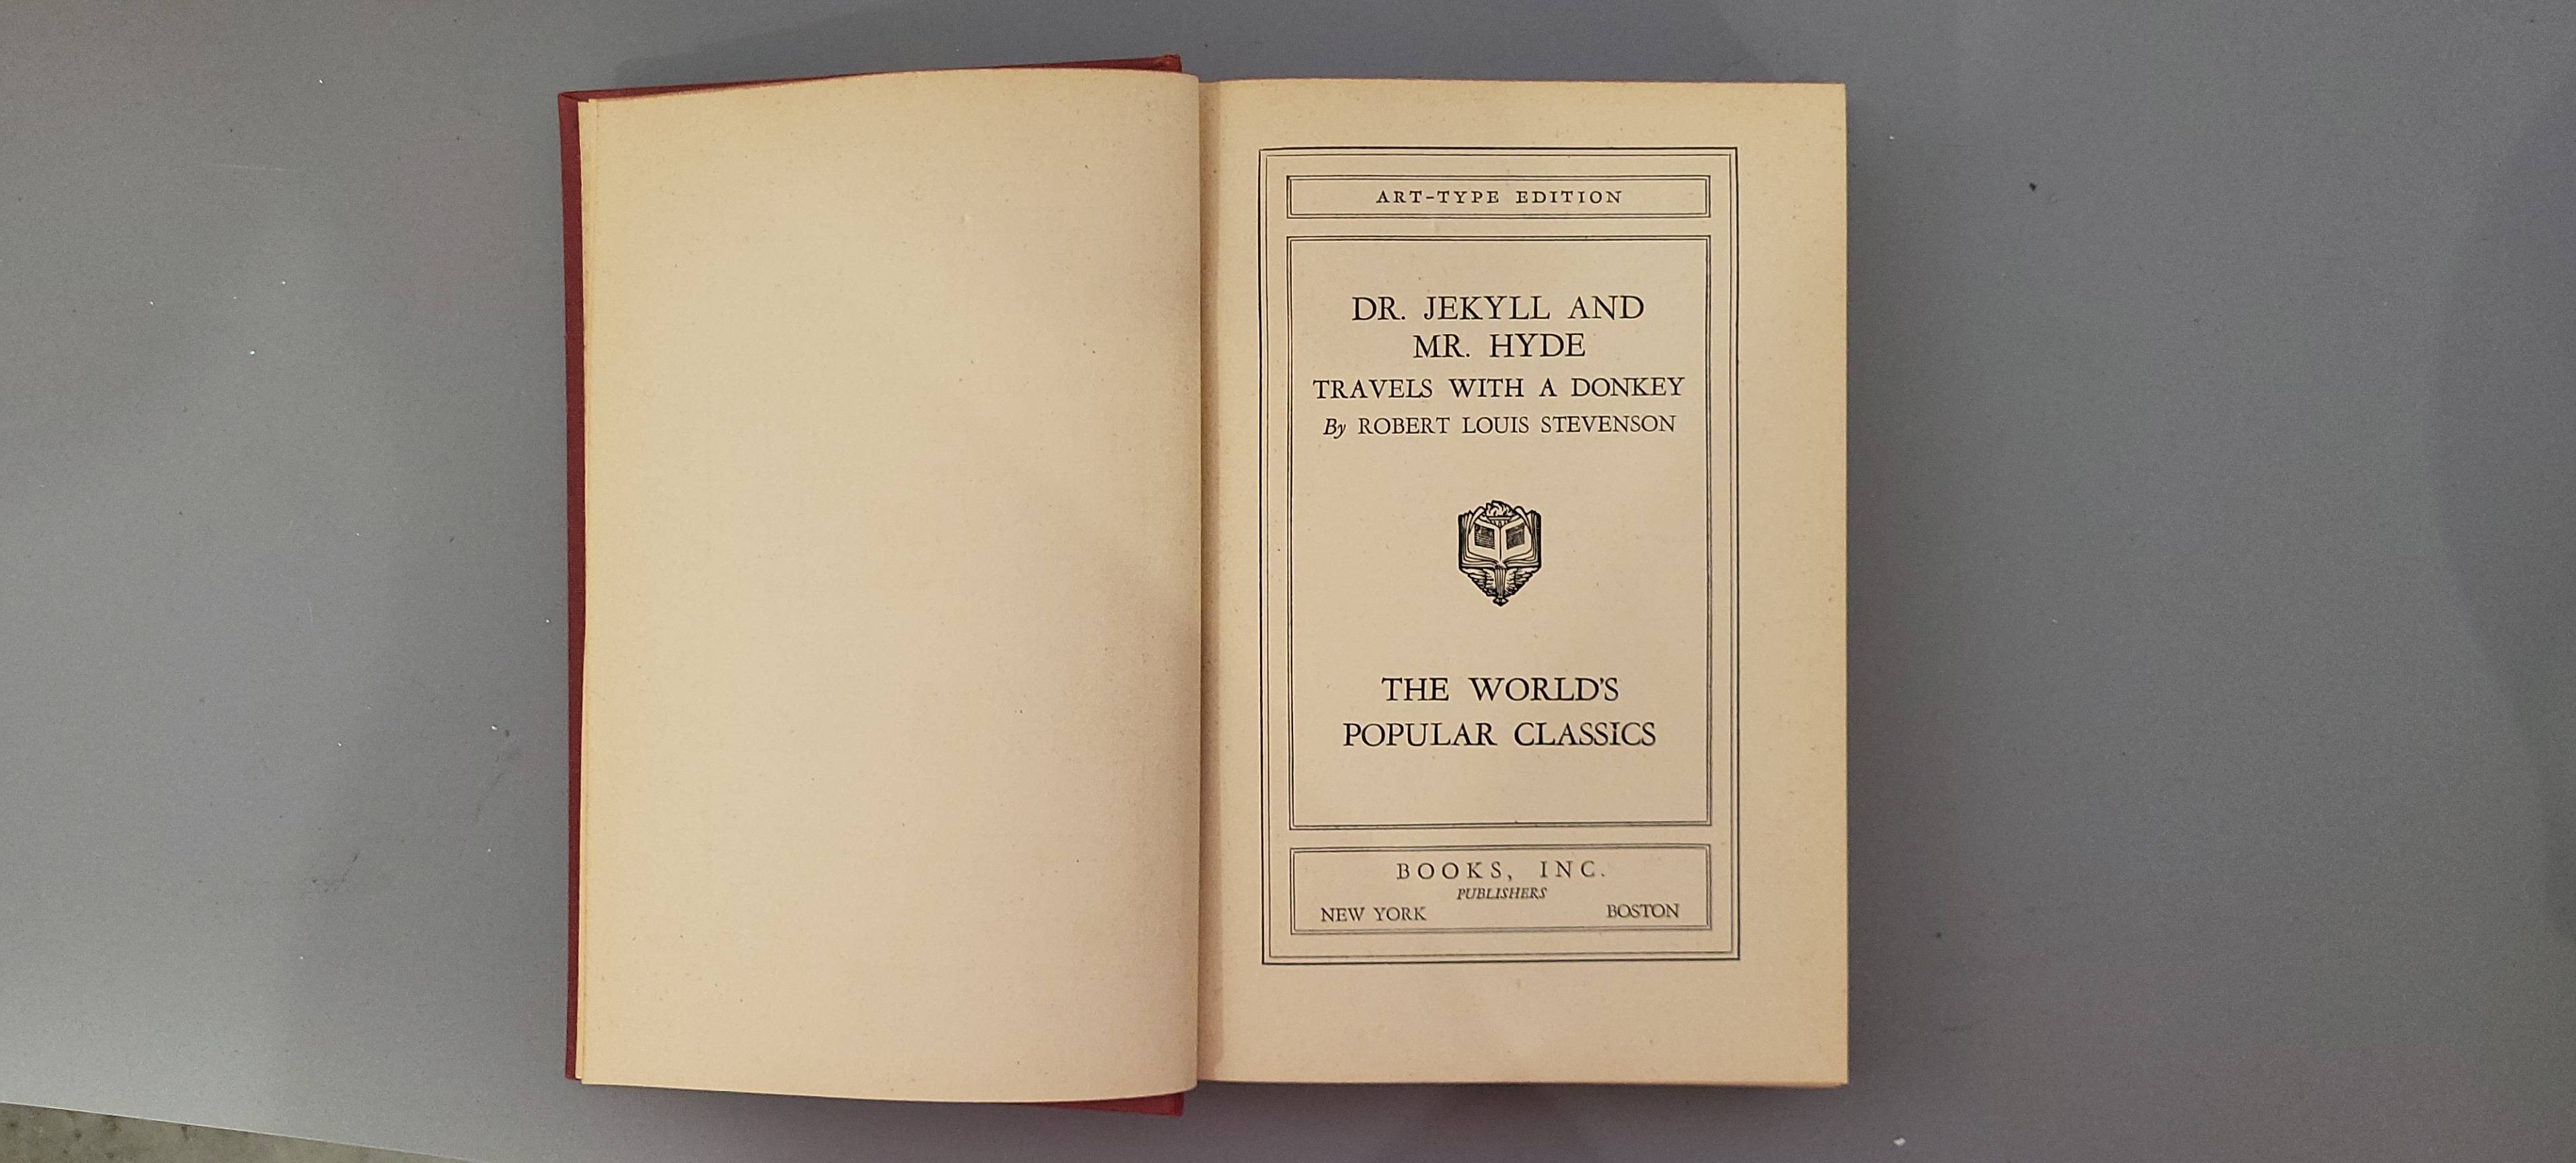 ART-TYPE EDITION
DR. JEKYLL AND
MR. HYDE
TRAVELS WITH A DONKEY
By ROBERT LOUIS STEVENSON
THE WORLD'S
POPULAR CLASSICS
BOOKS, INC.
PUBLISHERS
NEW YORK BOSTON